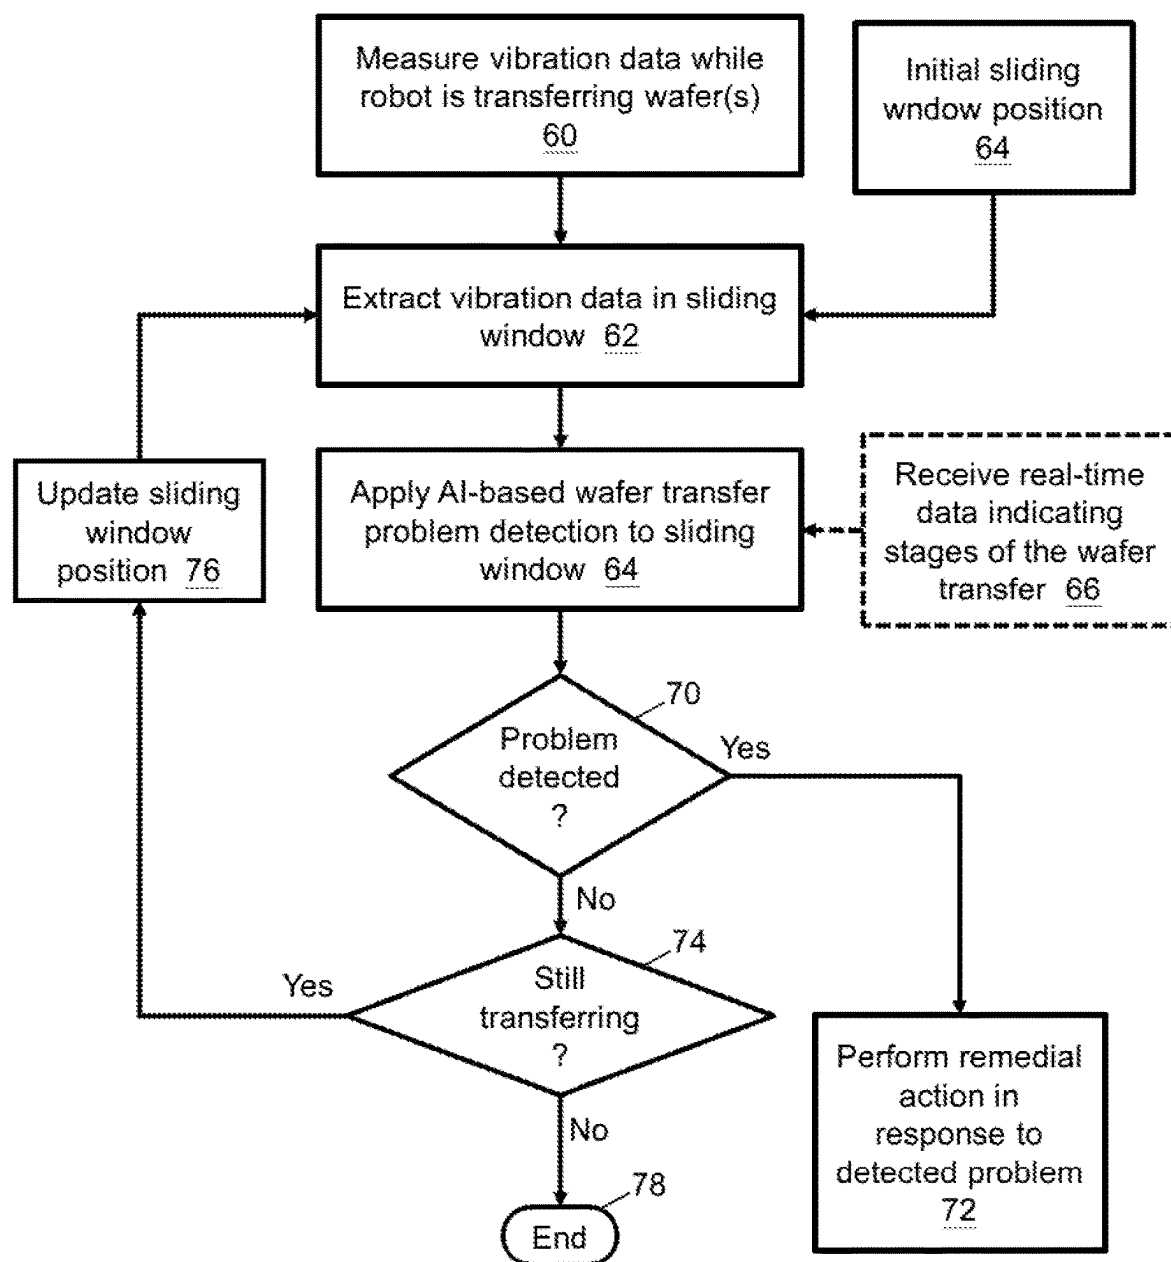 Measure vibration data while
robot is transferring wafer(s)
60
Initial sliding
wndow position
64
Extract vibration data in sliding
window 62
Update sliding
window
position 76
Apply AI-based wafer transfer
problem detection to sliding
window 64
Receive real-time
data indicating
stages of the wafer
transfer 66
70
Problem
detected
?
Yes
No
74
Still
transferring
?
Yes
No
Perform remedial
action in
response to
detected problem
72
78
End